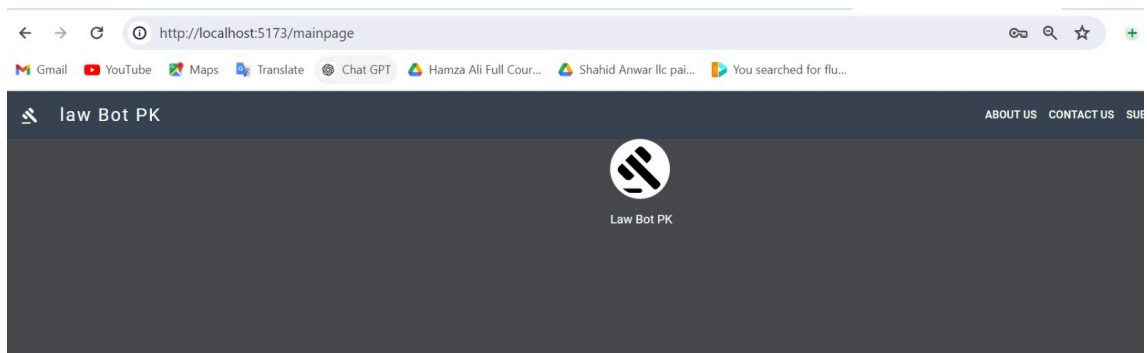 http://localhost:5173/mainpage
Gmail YouTube Maps Translate Chat GPT Hamza Ali Full Cour... Shahid Anwar llc pai... You searched for flu...
law Bot PK ABOUT US CONTACT US SUB
Law Bot PK